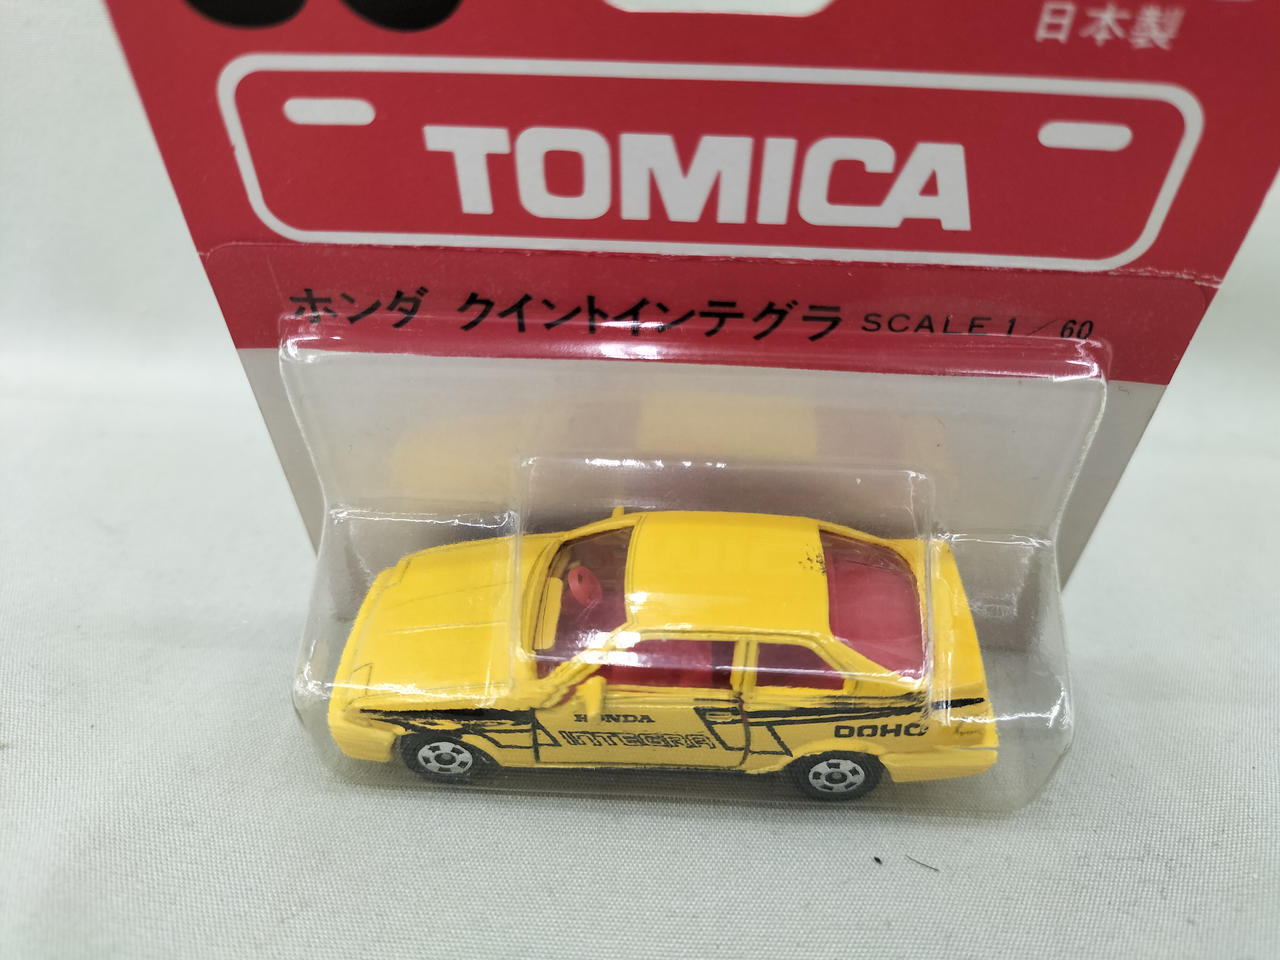 日本製
TOMICA
ホンダ クイントインテグラ SCALE 1/60
HONDA
INTEGRA
DOHC